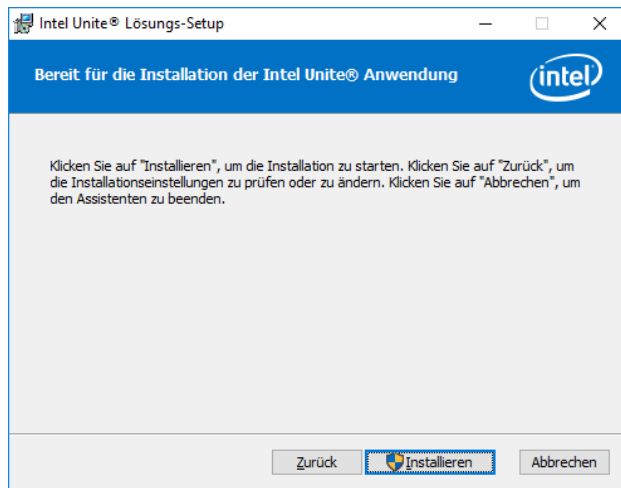 Intel Unite® Lösungs-Setup
Bereit für die Installation der Intel Unite® Anwendung
intel
Klicken Sie auf "Installieren", um die Installation zu starten. Klicken Sie auf "Zurück", um
die Installationseinstellungen zu prüfen oder zu ändern. Klicken Sie auf "Abbrechen", um
den Assistenten zu beenden.
Zurück Installieren Abbrechen